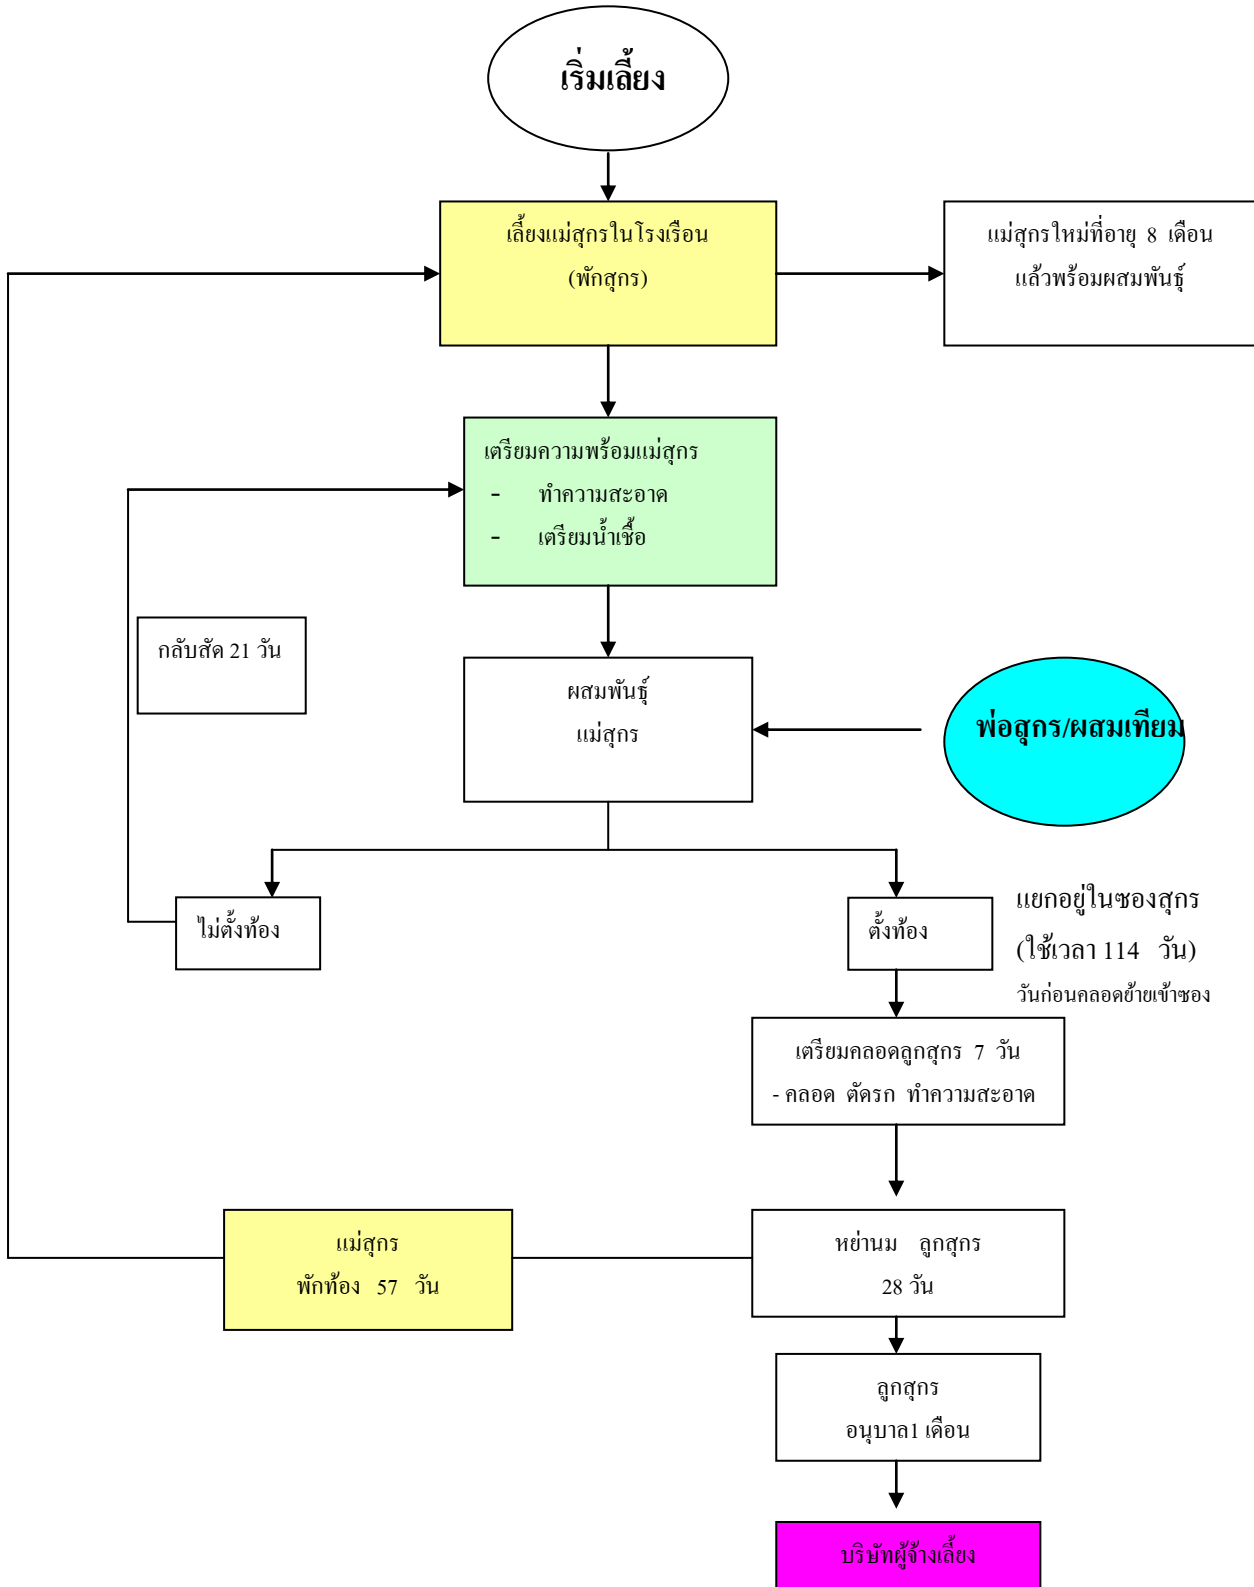 เริ่มเลี้ยง
เลี้ยงแม่สุกรในโรงเรือน
(พักสุกร)
แม่สุกรใหม่ที่อายุ 8 เดือน
แล้วพร้อมผสมพันธุ์
เตรียมความพร้อมแม่สุกร
- ทำความสะอาด
- เตรียมน้ำเชื้อ
กลับสัด 21 วัน
ผสมพันธุ์
แม่สุกร
พ่อสุกร/ผสมเทียม
ไม่ตั้งท้อง
ตั้งท้อง
แยกอยู่ในซองสุกร
(ใช้เวลา 114 วัน)
วันก่อนคลอดย้ายเข้าซอง
เตรียมคลอดลูกสุกร 7 วัน
- คลอด ตัดรก ทำความสะอาด
แม่สุกร
พักท้อง 57 วัน
หย่านม ลูกสุกร
28 วัน
ลูกสุกร
อนุบาล1 เดือน
บริษัทผู้จ้างเลี้ยง